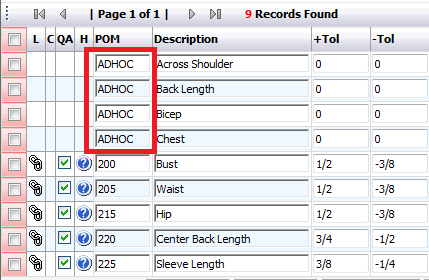 | Page 1 of 1 | 9 Records Found
L C QA H POM Description +Tol -Tol
ADHOC Across Shoulder 0 0
ADHOC Back Length 0 0
ADHOC Bicep 0 0
ADHOC Chest 0 0
200 Bust 1/2 -3/8
205 Waist 1/2 -3/8
215 Hip 1/2 -3/8
220 Center Back Length 3/4 -1/2
225 Sleeve Length 3/8 -1/4